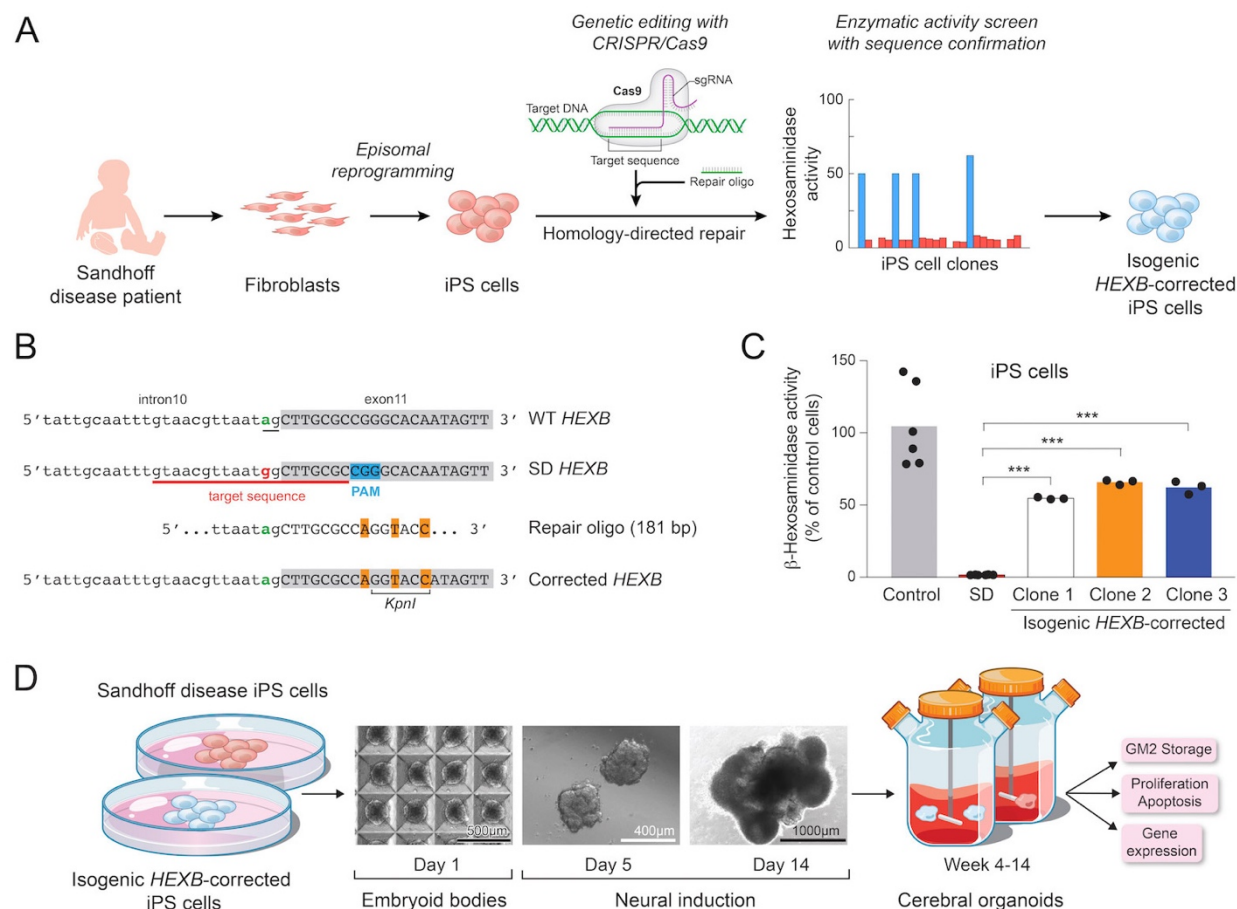 A
Genetic editing with
CRISPR/Cas9
Enzymatic activity screen
with sequence confirmation
sgRNA
Cas9
Target DNA
Target sequence
Repair oligo
Episomal
reprogramming
Homology-directed repair
Sandhoff
disease patient
Fibroblasts
iPS cells
Hexosaminidase
activity
100
50
0
iPS cell clones
Isogenic
HEXB-corrected
iPS cells
B
intron10 exon11
5′tattgcaatttgtaacgttaatagCTTGCGCCGGGCACAATAGTT 3′ WT HEXB
5′tattgcaatttgtaacgttaatggCTTGCGCCGGGCACAATAGTT 3′ SD HEXB
target sequence PAM
5′...ttaatagCTTGCGCCAGGTACC... 3′ Repair oligo (181 bp)
5′tattgcaatttgtaacgttaatagCTTGCGCCAGGTACCATAGTT 3′ Corrected HEXB
KpnI
C
iPS cells
β-Hexosaminidase activity
(% of control cells)
150
100
50
0
***
***
***
Control SD Clone 1 Clone 2 Clone 3
Isogenic HEXB-corrected
D
Sandhoff disease iPS cells
Isogenic HEXB-corrected
iPS cells
500µm
400µm
1000µm
Day 1
Day 5
Day 14
Embryoid bodies
Neural induction
Week 4-14
Cerebral organoids
GM2 Storage
Proliferation
Apoptosis
Gene
expression